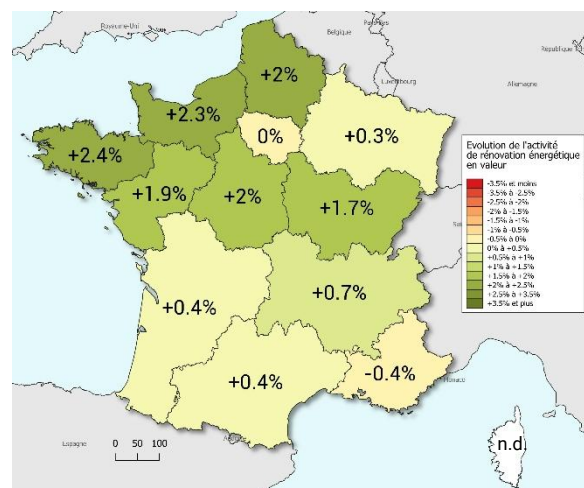 Royaume-Uni
Belgique
Pays-Bas
République T
Luxembourg
Allemagne
+2%
+2.3%
0%
+0.3%
+2.4%
+1.9%
+2%
+1.7%
+0.4%
+0.7%
+0.4%
-0.4%
Monaco
Espagne
n.d.
0 50 100
Evolution de l'activité
de rénovation énergétique
en valeur
-3.5% et moins
-3.5% à -2.5%
-2.5% à -2%
-2% à -1.5%
-1.5% à -1%
-1% à -0.5%
-0.5% à 0%
0% à +0.5%
+0.5% à +1%
+1% à +1.5%
+1.5% à +2%
+2% à +2.5%
+2.5% à +3.5%
+3.5% et plus